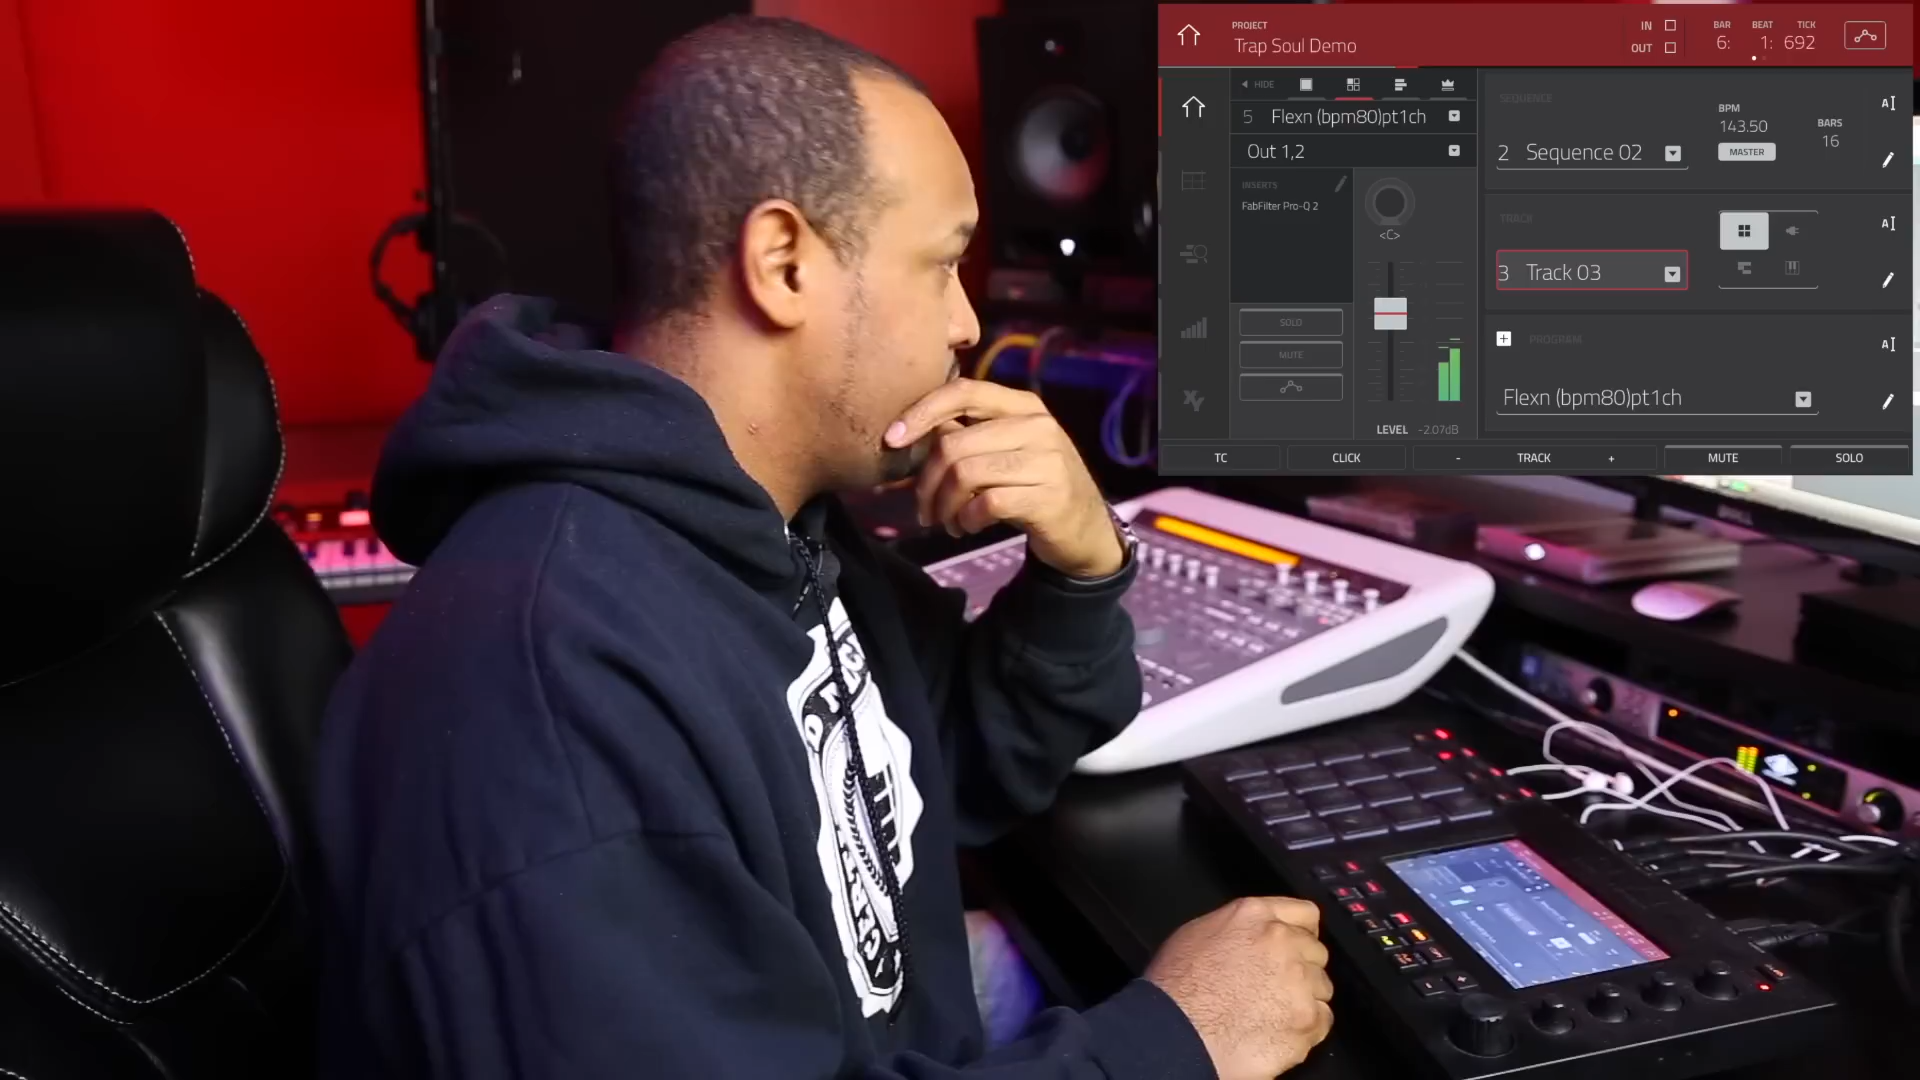 PROJECT
Trap Soul Demo
IN
OUT
BAR BEAT TICK
6: 1: 692
HIDE
5 Flexn (bpm80)pt1ch
Out 1,2
INSERTS
FabFilter Pro-Q 2
<C>
SOLO
MUTE
LEVEL -2.07dB
SEQUENCE
2 Sequence 02
BPM
143.50
MASTER
BARS
16
TRACK
3 Track 03
PROGRAM
Flexn (bpm80)pt1ch
TC CLICK - TRACK + MUTE SOLO
XY
DELL